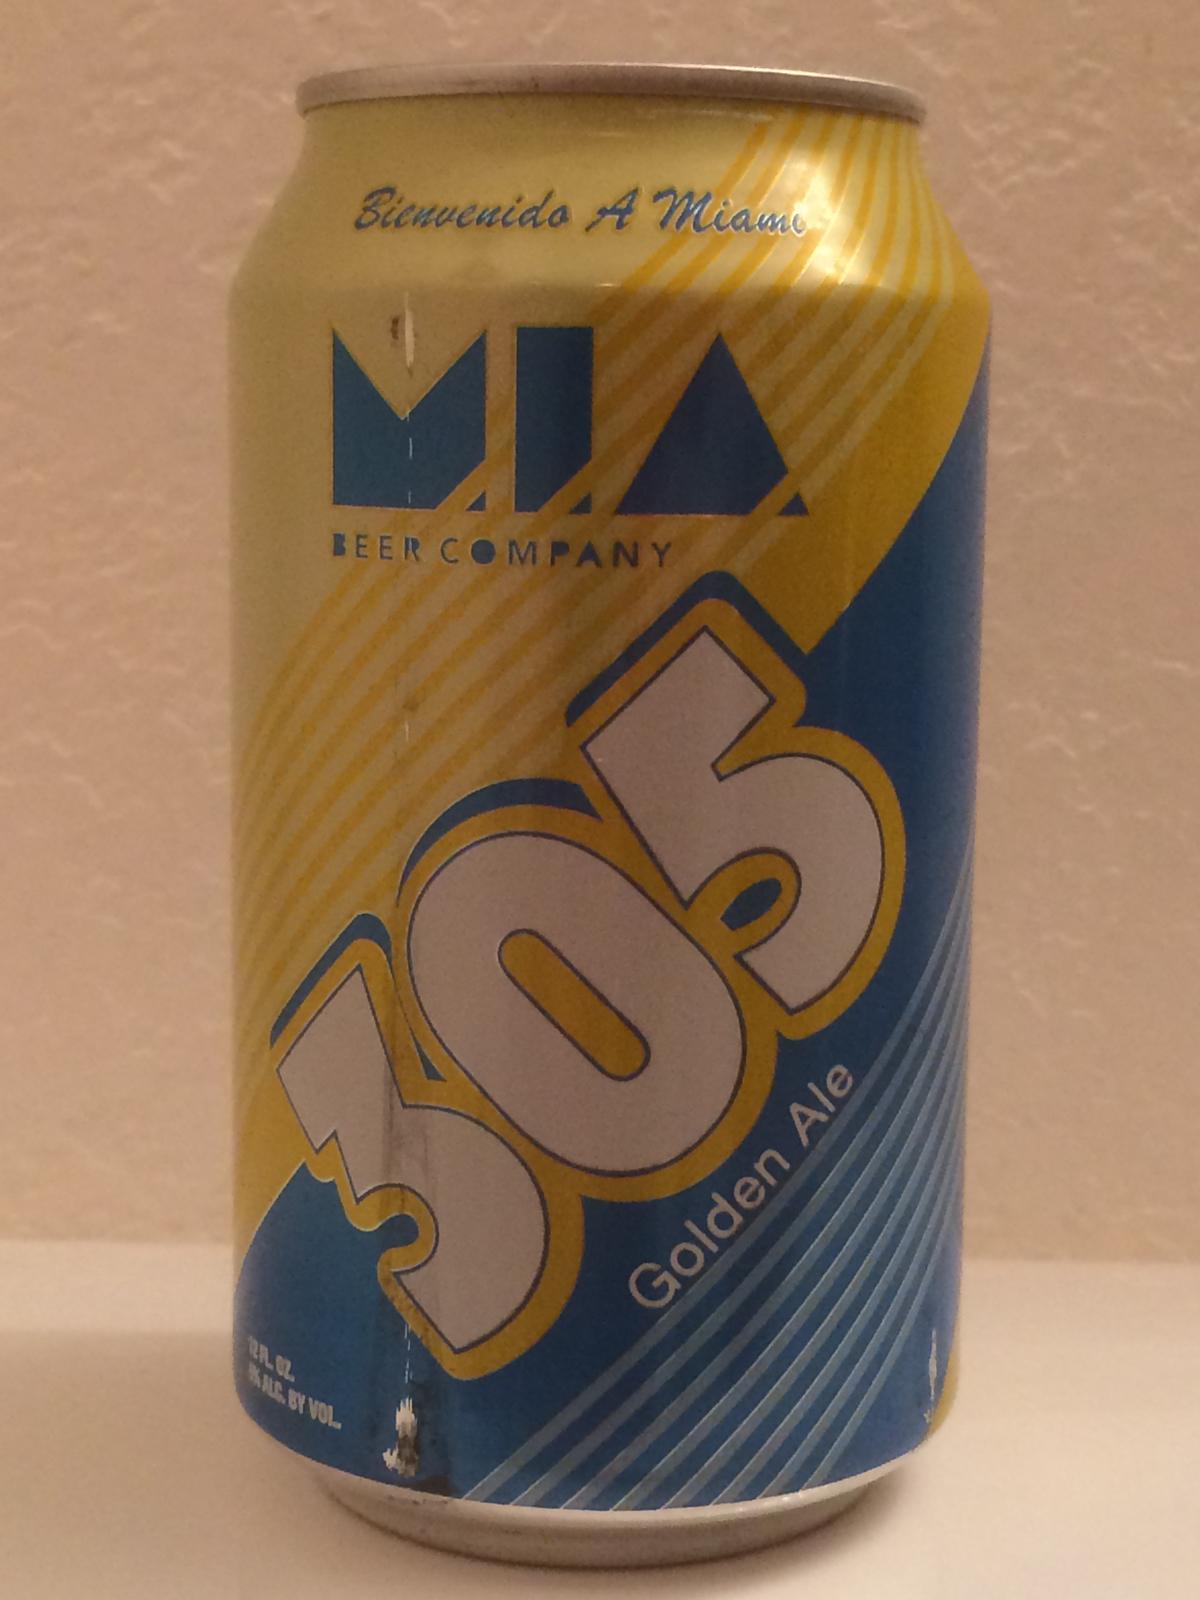 Bienvenido A Miami
MIA
BEER COMPANY
305
Golden Ale
12 FL. OZ.
ALC. BY VOL.